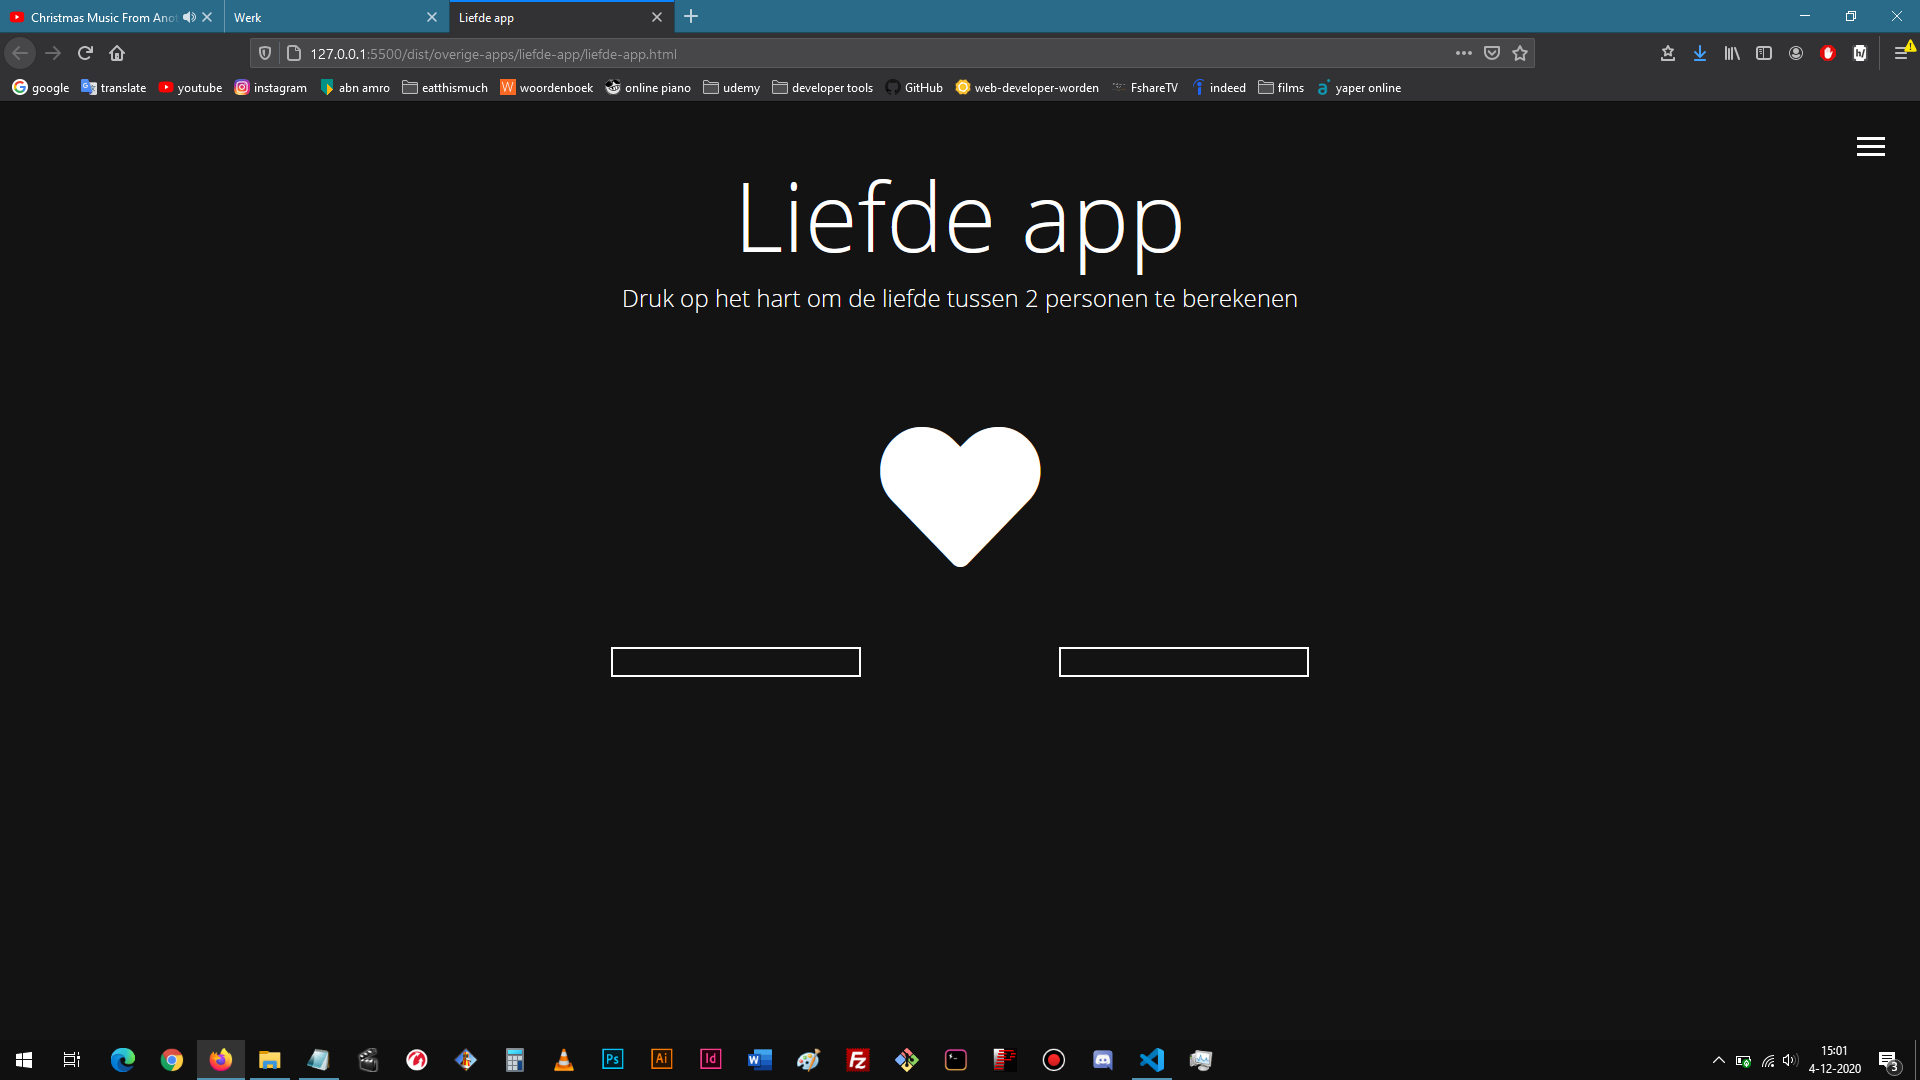 Christmas Music From Ano
Werk
Liefde app
127.0.0.1:5500/dist/overige-apps/liefde-app/liefde-app.html
google translate youtube instagram abn amro eatthismuch woordenboek online piano udemy developer tools GitHub web-developer-worden FshareTV indeed films yaper online
Liefde app
Druk op het hart om de liefde tussen 2 personen te berekenen
Ps Ai Id W Fz
15:01
4-12-2020
3